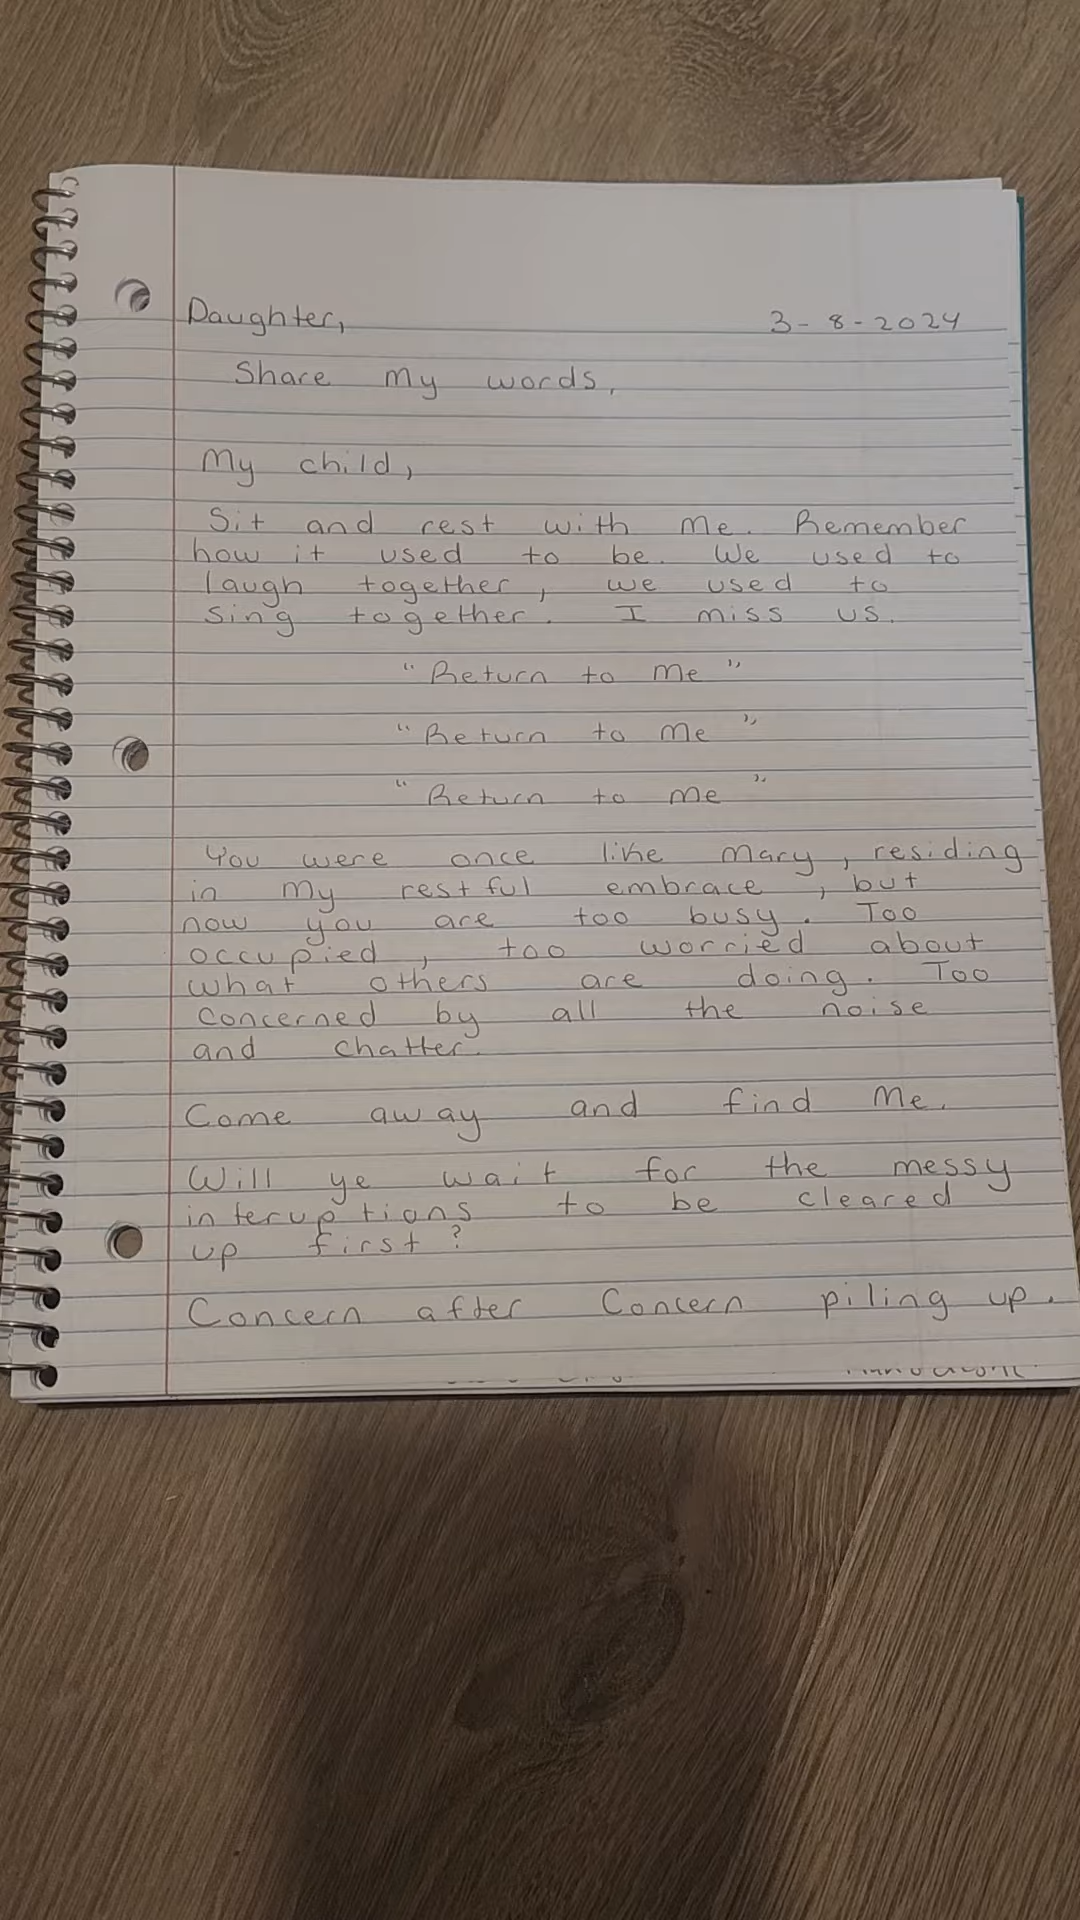 Daughter, 3-8-2024
Share My words,
My child,
Sit and rest with Me. Remember
how it used to be. We used to
laugh together, we used to
sing together. I miss us.
"Return to Me"
"Return to Me"
"Return to Me"
You were once like Mary, residing
in My restful embrace, but
now you are too busy. Too
occupied, too worried about
what others are doing. Too
concerned by all the noise
and chatter.
Come away and find Me.
Will ye wait for the messy
interuptions to be cleared
up first?
Concern after Concern piling up.